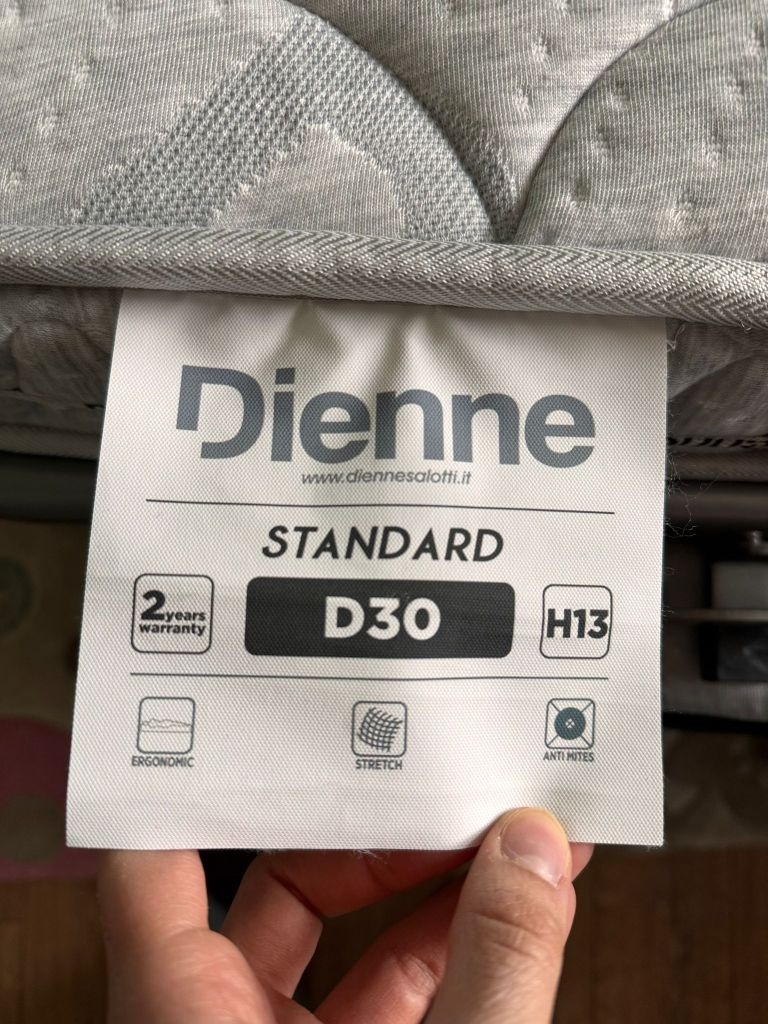 Dienne
www.diennesalotti.it
STANDARD
2 years
warranty
D30
H13
ERGONOMIC
STRETCH
ANTI MITES